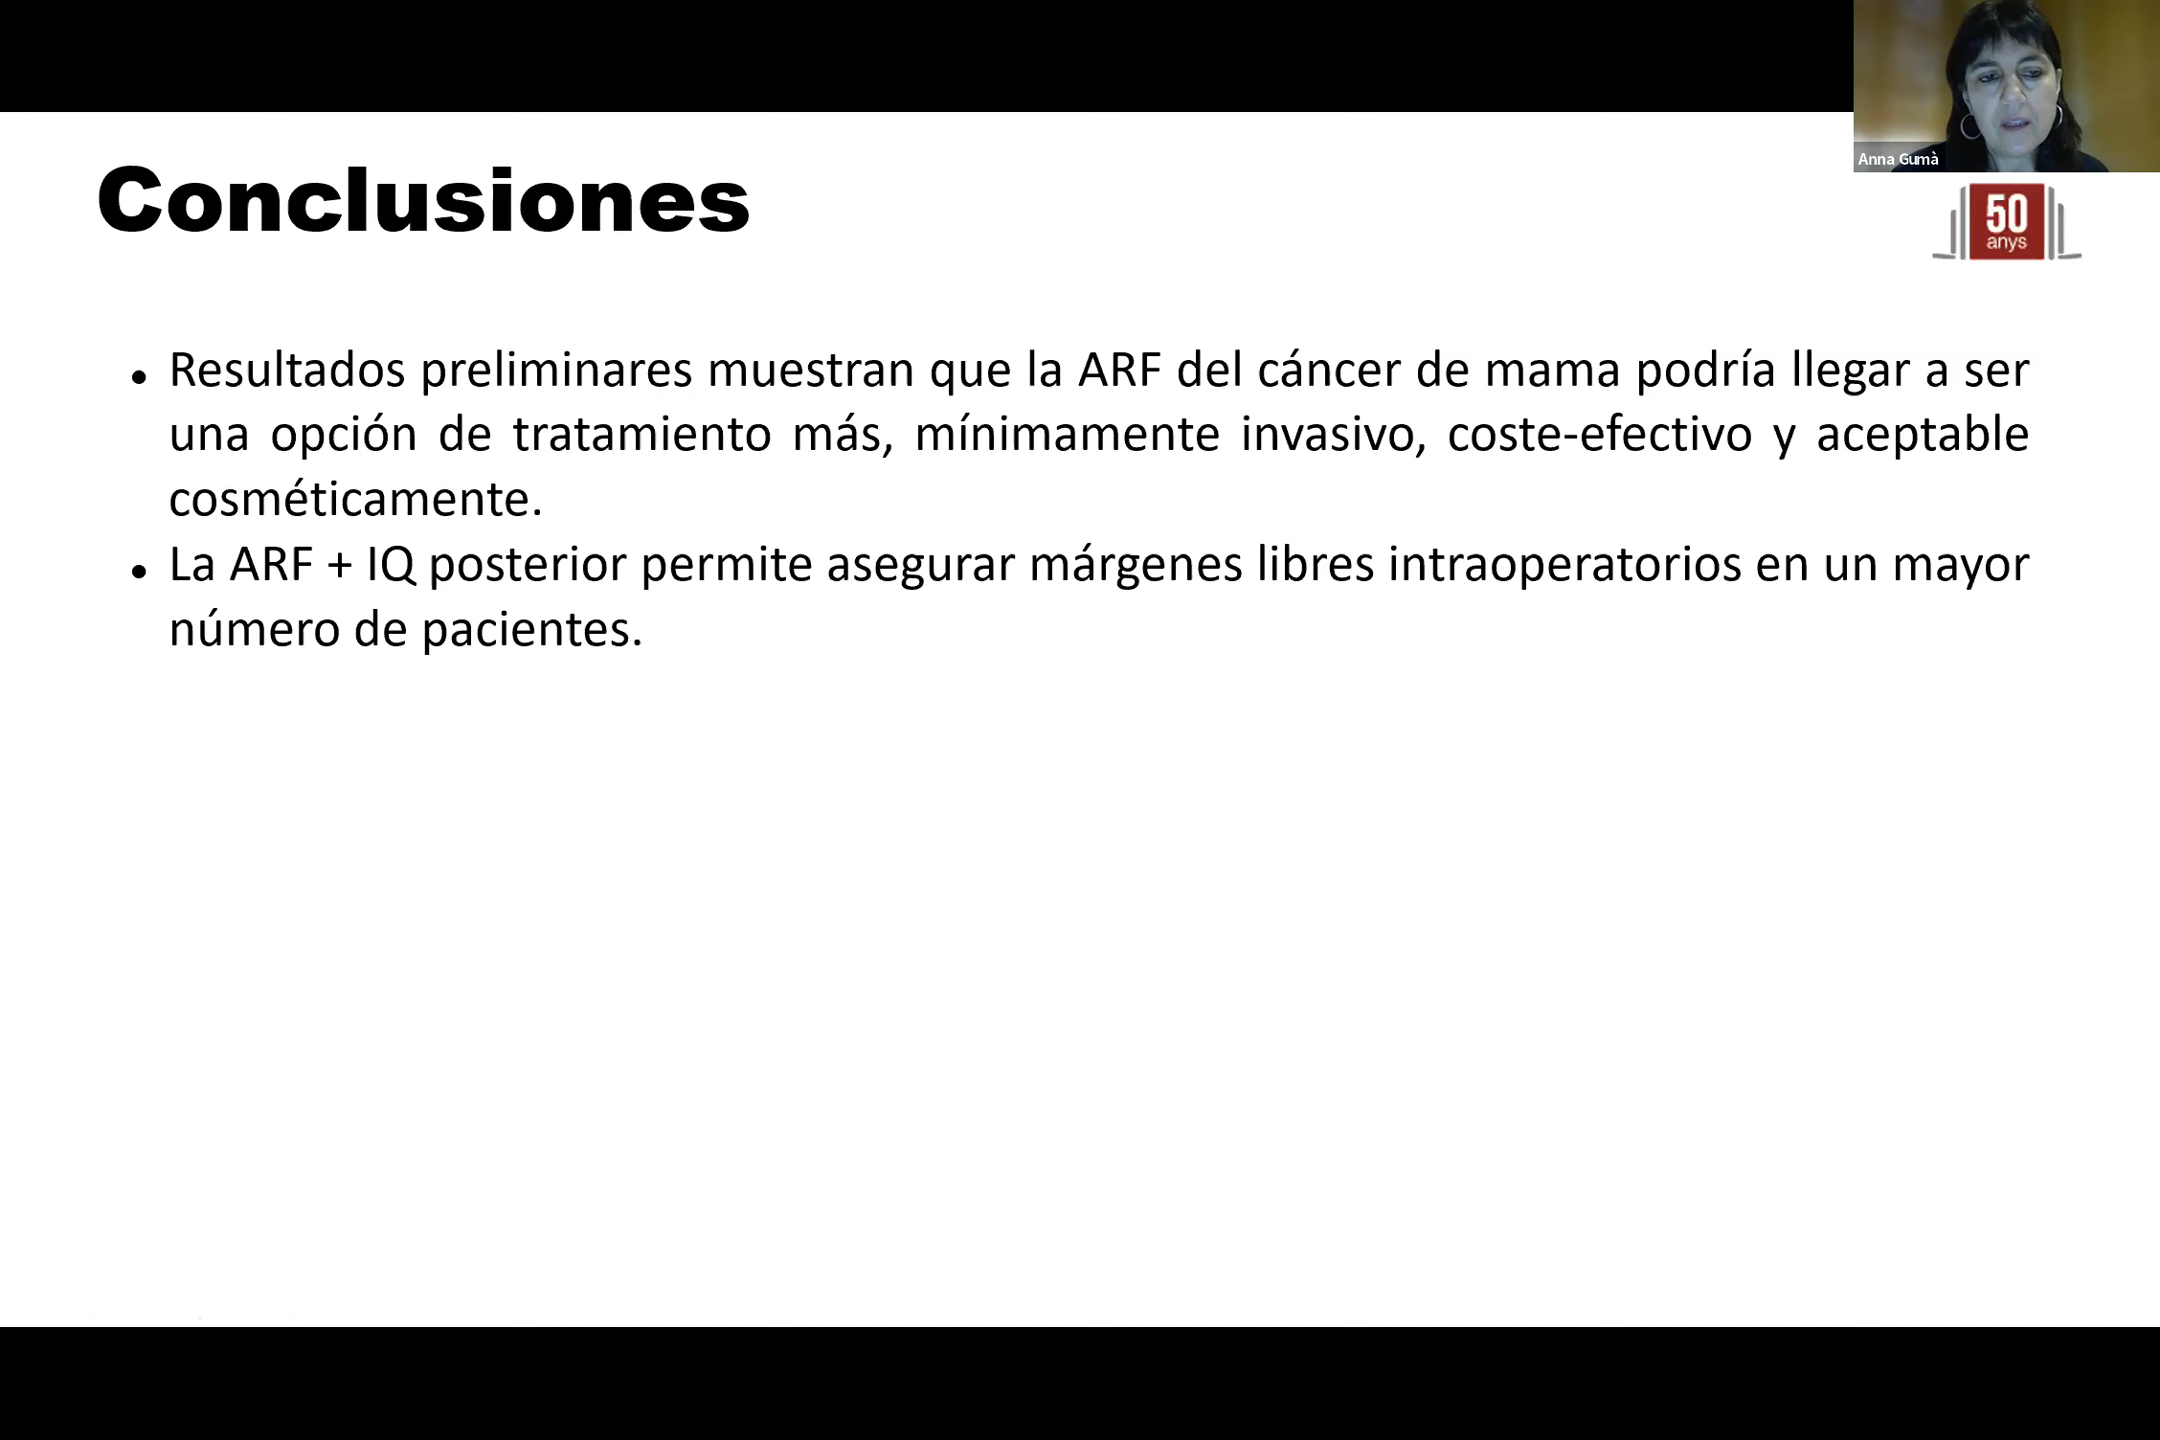 Anna Gumà
Conclusiones
50
anys
• Resultados preliminares muestran que la ARF del cáncer de mama podría llegar a ser
una opción de tratamiento más, mínimamente invasivo, coste-efectivo y aceptable
cosméticamente.
• La ARF + IQ posterior permite asegurar márgenes libres intraoperatorios en un mayor
número de pacientes.